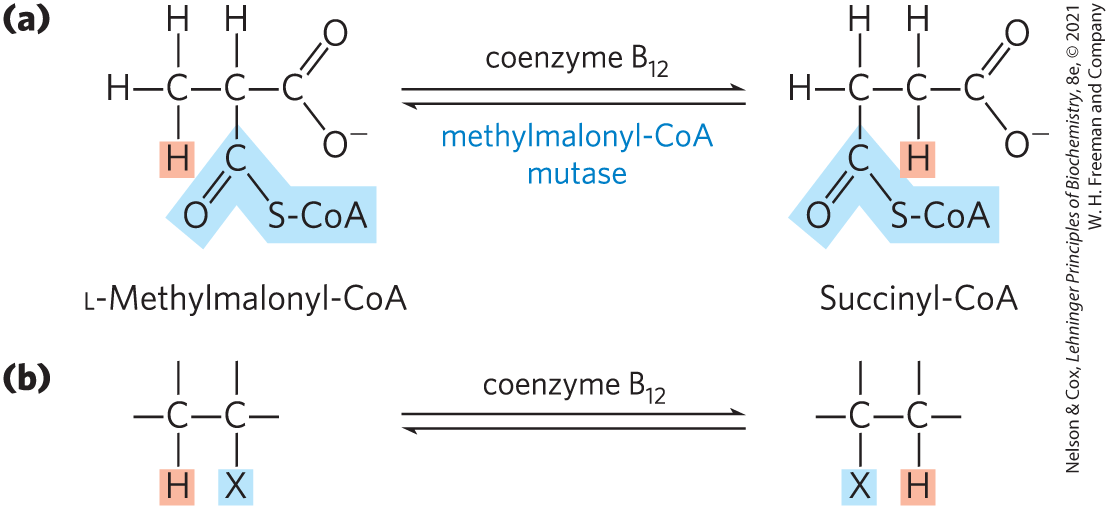 (a)
H H O
coenzyme B12
H H O
H–C–C–C
H–C–C–C
H C O–
methylmalonyl-CoA
mutase
C H O–
O S-CoA
O S-CoA
L-Methylmalonyl-CoA
Succinyl-CoA
(b)
coenzyme B12
–C–C–
–C–C–
H X
X H
Nelson & Cox, Lehninger Principles of Biochemistry, 8e, © 2021
W. H. Freeman and Company